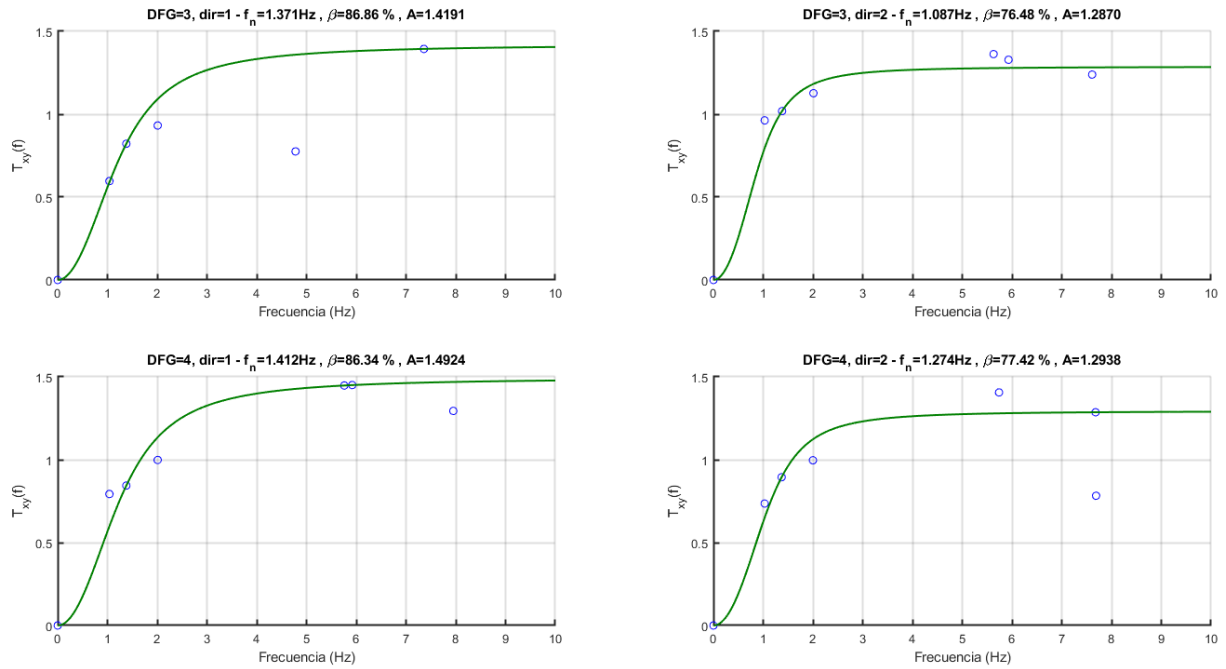 DFG=3, dir=1 - fn=1.371Hz , β=86.86 % , A=1.4191
1.5
1
0.5
0
Txy(f)
0 1 2 3 4 5 6 7 8 9 10
Frecuencia (Hz)
DFG=3, dir=2 - fn=1.087Hz , β=76.48 % , A=1.2870
1.5
1
0.5
0
Txy(f)
0 1 2 3 4 5 6 7 8 9 10
Frecuencia (Hz)
DFG=4, dir=1 - fn=1.412Hz , β=86.34 % , A=1.4924
1.5
1
0.5
0
Txy(f)
0 1 2 3 4 5 6 7 8 9 10
Frecuencia (Hz)
DFG=4, dir=2 - fn=1.274Hz , β=77.42 % , A=1.2938
1.5
1
0.5
0
Txy(f)
0 1 2 3 4 5 6 7 8 9 10
Frecuencia (Hz)